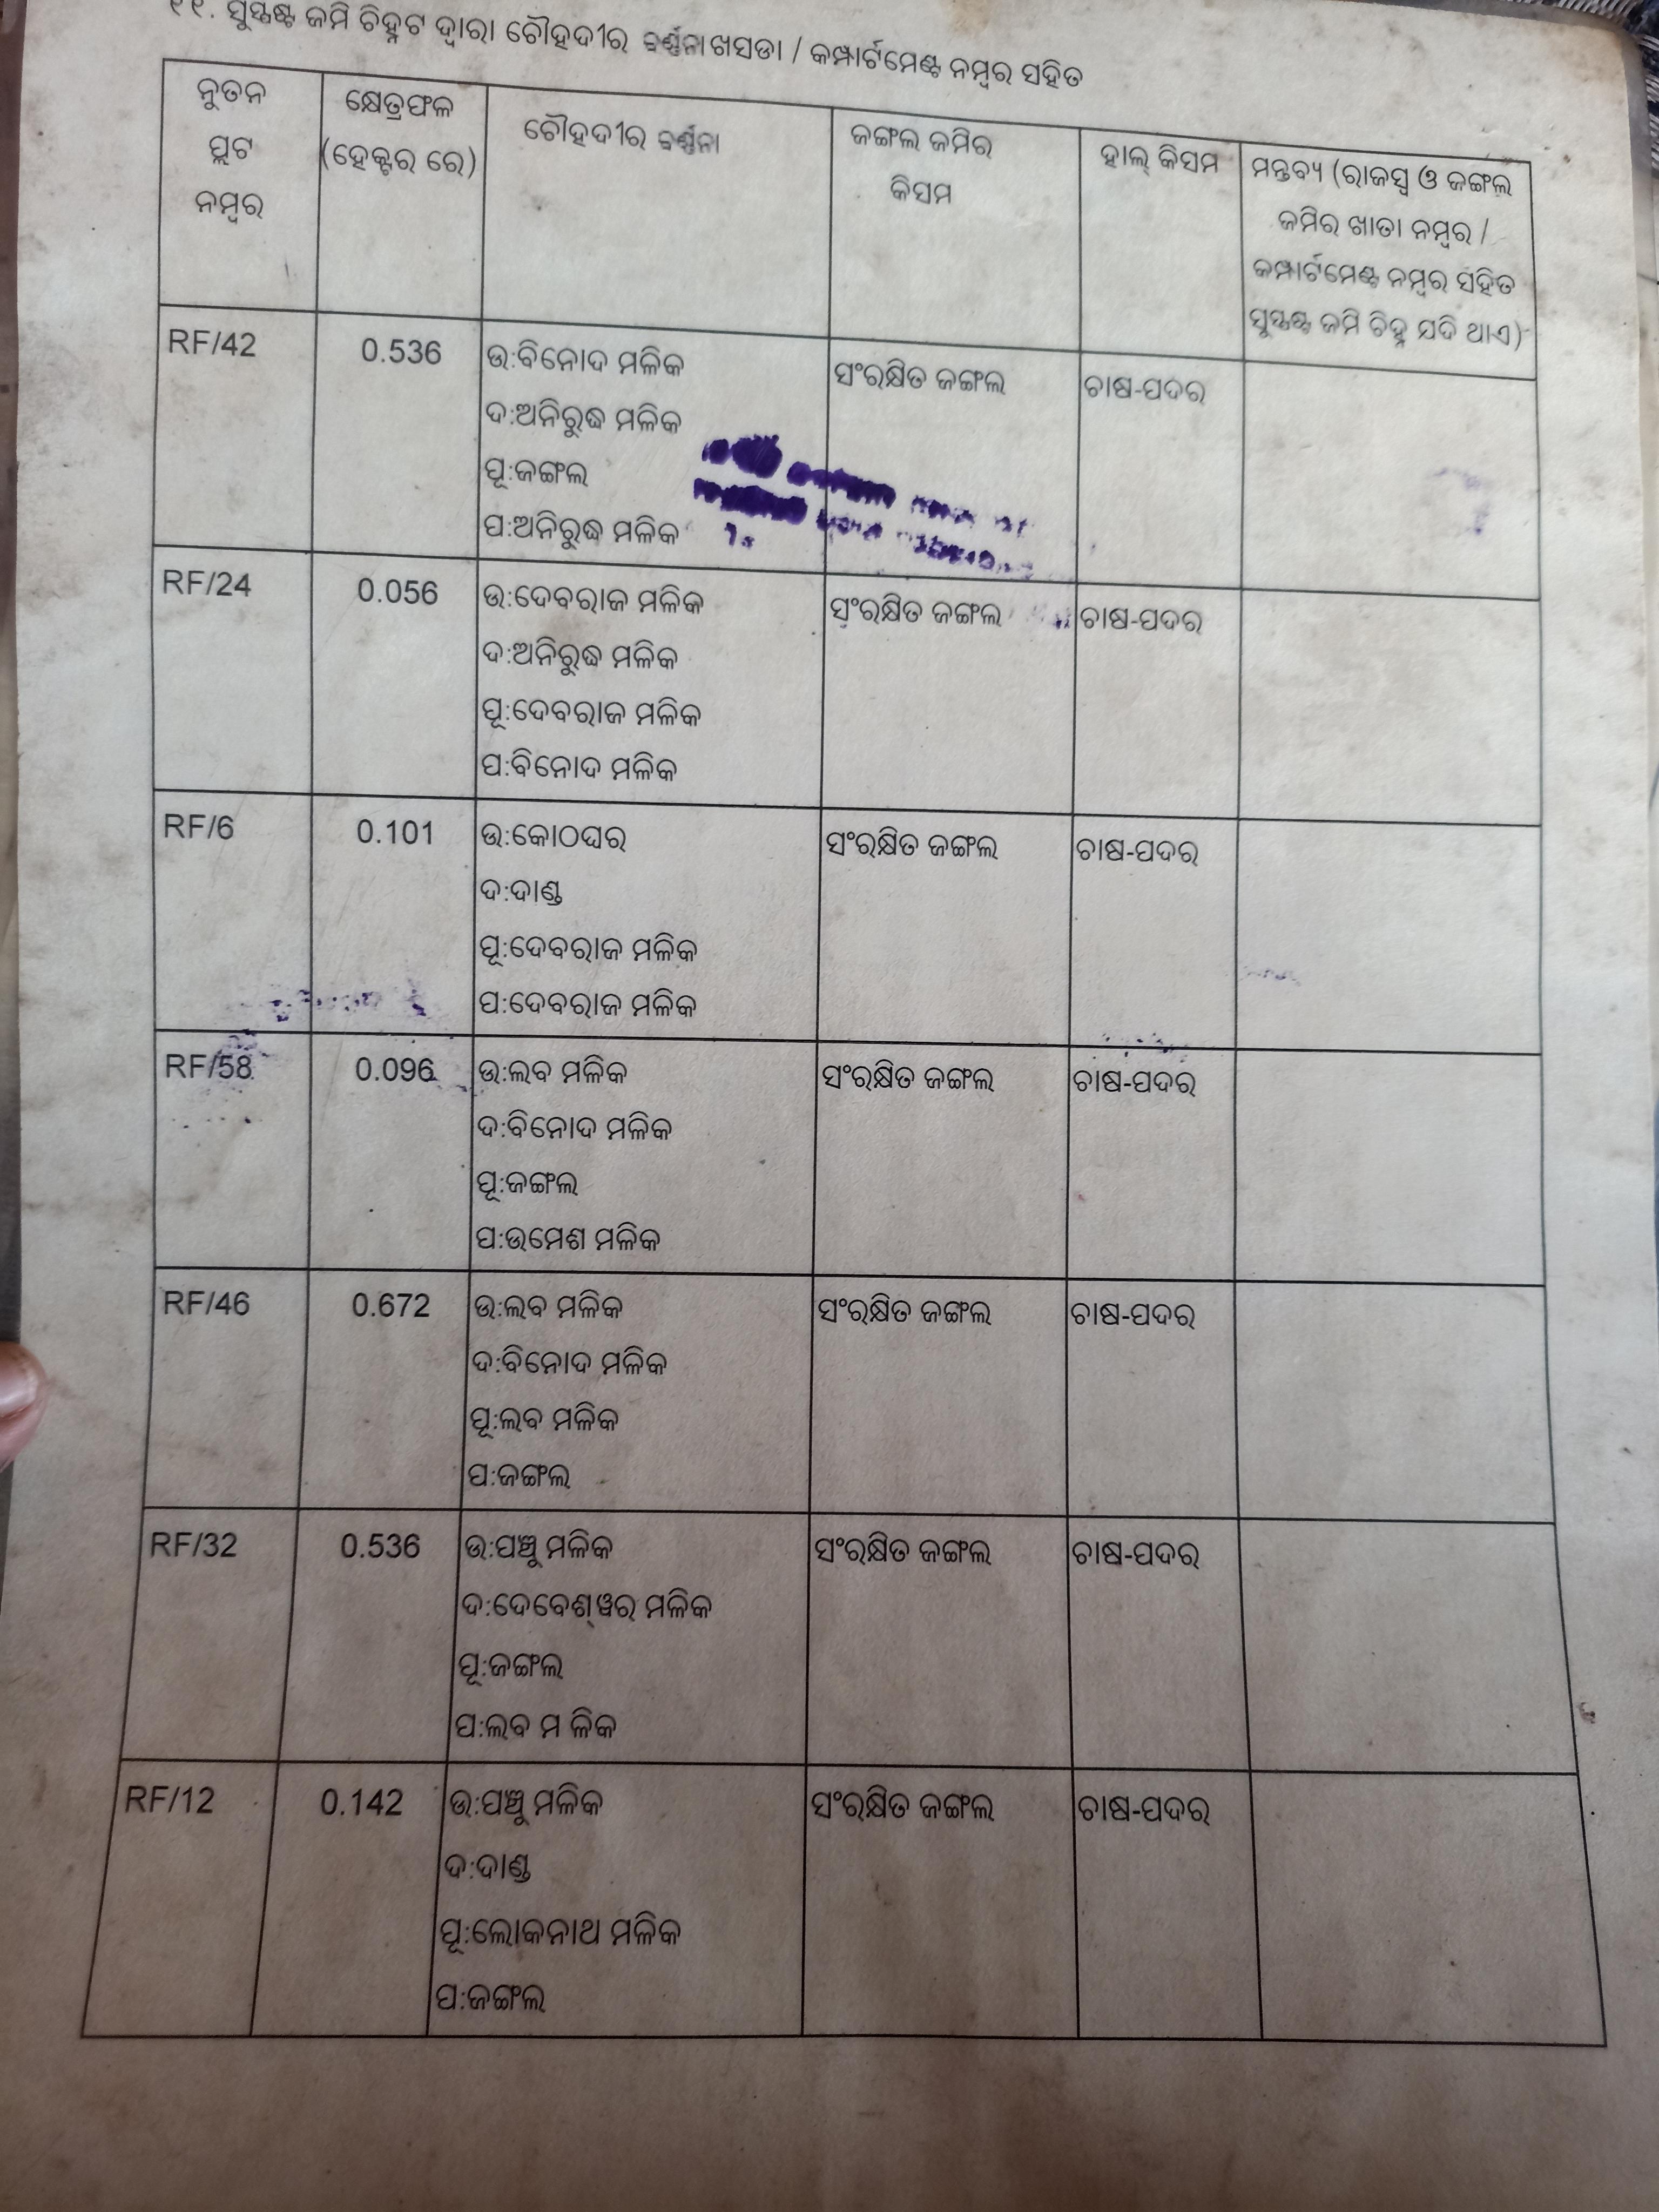 ୧୧. ସୁସ୍ପଷ୍ଟ ଜମି ଚିହ୍ନଟ ଦ୍ଵାରା ଚୌହଦୀର ବର୍ଣ୍ଣନା ଖସଡା / କମ୍ପାର୍ଟମେଣ୍ଟ ନମ୍ବର ସହିତ
ନୁତନ ପ୍ଲଟ ନମ୍ବର
କ୍ଷେତ୍ରଫଳ (ହେକ୍ଟର ରେ)
ଚୌହଦୀର ବର୍ଣ୍ଣନା
ଜଙ୍ଗଲ ଜମିର କିସମ
ହାଲ୍ କିସମ
ମନ୍ତବ୍ୟ (ରାଜସ୍ୱ ଓ ଜଙ୍ଗଲ
ଜମିର ଖାତା ନମ୍ବର /
କମ୍ପାର୍ଟମେଣ୍ଟ ନମ୍ବର ସହିତ
ସୁସ୍ପଷ୍ଟ ଜମି ଚିହ୍ନ ଯଦି ଥାଏ)
RF/42 0.536 ଉ:ବିନୋଦ ମଳିକ ସଂରକ୍ଷିତ ଜଙ୍ଗଲ ଚାଷ-ପଦର
ଦ:ଅନିରୁଦ୍ଧ ମଳିକ
ପୂ:ଜଙ୍ଗଲ
ପ:ଅନିରୁଦ୍ଧ ମଳିକ
RF/24 0.056 ଉ:ଦେବରାଜ ମଳିକ ସଂରକ୍ଷିତ ଜଙ୍ଗଲ ଚାଷ-ପଦର
ଦ:ଅନିରୁଦ୍ଧ ମଳିକ
ପୂ:ଦେବରାଜ ମଳିକ
ପ:ବିନୋଦ ମଳିକ
RF/6 0.101 ଉ:କୋଠଘର ସଂରକ୍ଷିତ ଜଙ୍ଗଲ ଚାଷ-ପଦର
ଦ:ଦାଣ୍ଡ
ପୂ:ଦେବରାଜ ମଳିକ
ପ:ଦେବରାଜ ମଳିକ
RF/58 0.096 ଉ:ଲବ ମଳିକ ସଂରକ୍ଷିତ ଜଙ୍ଗଲ ଚାଷ-ପଦର
ଦ:ବିନୋଦ ମଳିକ
ପୂ:ଜଙ୍ଗଲ
ପ:ଉମେଶ ମଳିକ
RF/46 0.672 ଉ:ଲବ ମଳିକ ସଂରକ୍ଷିତ ଜଙ୍ଗଲ ଚାଷ-ପଦର
ଦ:ବିନୋଦ ମଳିକ
ପୂ:ଲବ ମଳିକ
ପ:ଜଙ୍ଗଲ
RF/32 0.536 ଉ:ପଞ୍ଚୁ ମଳିକ ସଂରକ୍ଷିତ ଜଙ୍ଗଲ ଚାଷ-ପଦର
ଦ:ଦେବେଶ୍ୱର ମଳିକ
ପୂ:ଜଙ୍ଗଲ
ପ:ଲବ ମ ଳିକ
RF/12 0.142 ଉ:ପଞ୍ଚୁ ମଳିକ ସଂରକ୍ଷିତ ଜଙ୍ଗଲ ଚାଷ-ପଦର
ଦ:ଦାଣ୍ଡ
ପୂ:ଲୋକନାଥ ମଳିକ
ପ:ଜଙ୍ଗଲ